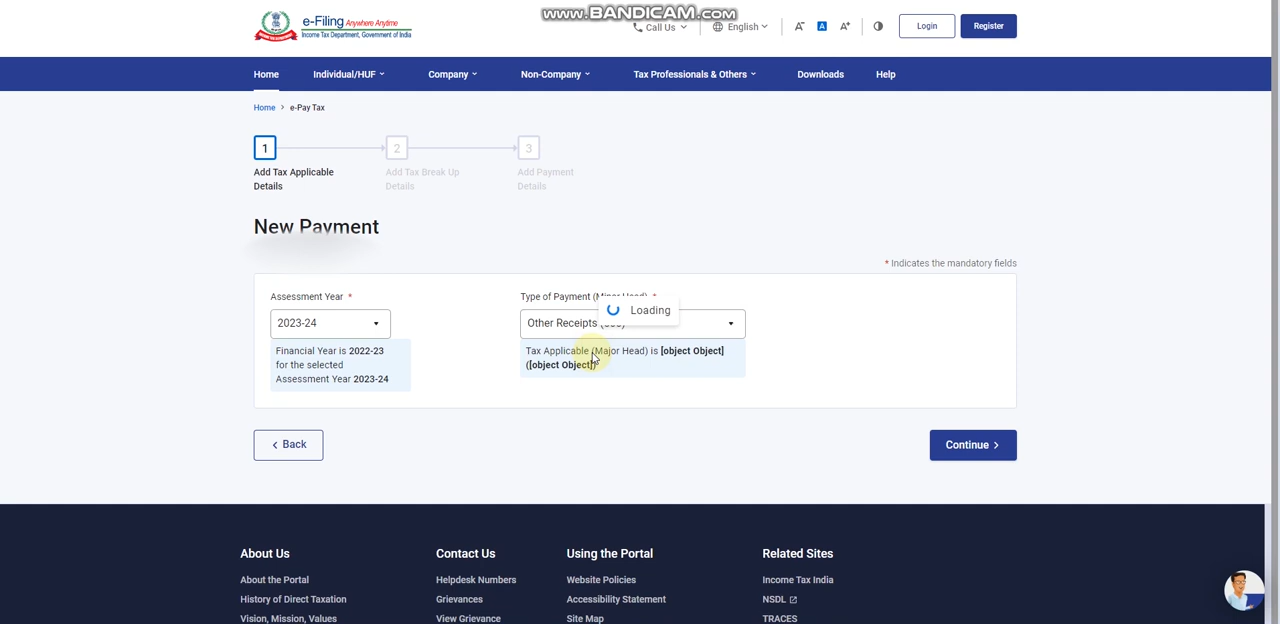 www.BANDICAM.com
e-Filing Anywhere Anytime
Income Tax Department, Government of India
Call Us
English
A-
A
A+
Login
Register
Home
Individual/HUF
Company
Non-Company
Tax Professionals & Others
Downloads
Help
Home > e-Pay Tax
1
2
3
Add Tax Applicable
Details
Add Tax Break Up
Details
Add Payment
Details
New Payment
* Indicates the mandatory fields
Assessment Year *
2023-24
Financial Year is 2022-23
for the selected
Assessment Year 2023-24
Type of Payment (Minor Head) *
Loading
Other Receipts
Tax Applicable (Major Head) is [object Object]
([object Object])
< Back
Continue >
About Us
About the Portal
History of Direct Taxation
Vision, Mission, Values
Contact Us
Helpdesk Numbers
Grievances
View Grievance
Using the Portal
Website Policies
Accessibility Statement
Site Map
Related Sites
Income Tax India
NSDL
TRACES